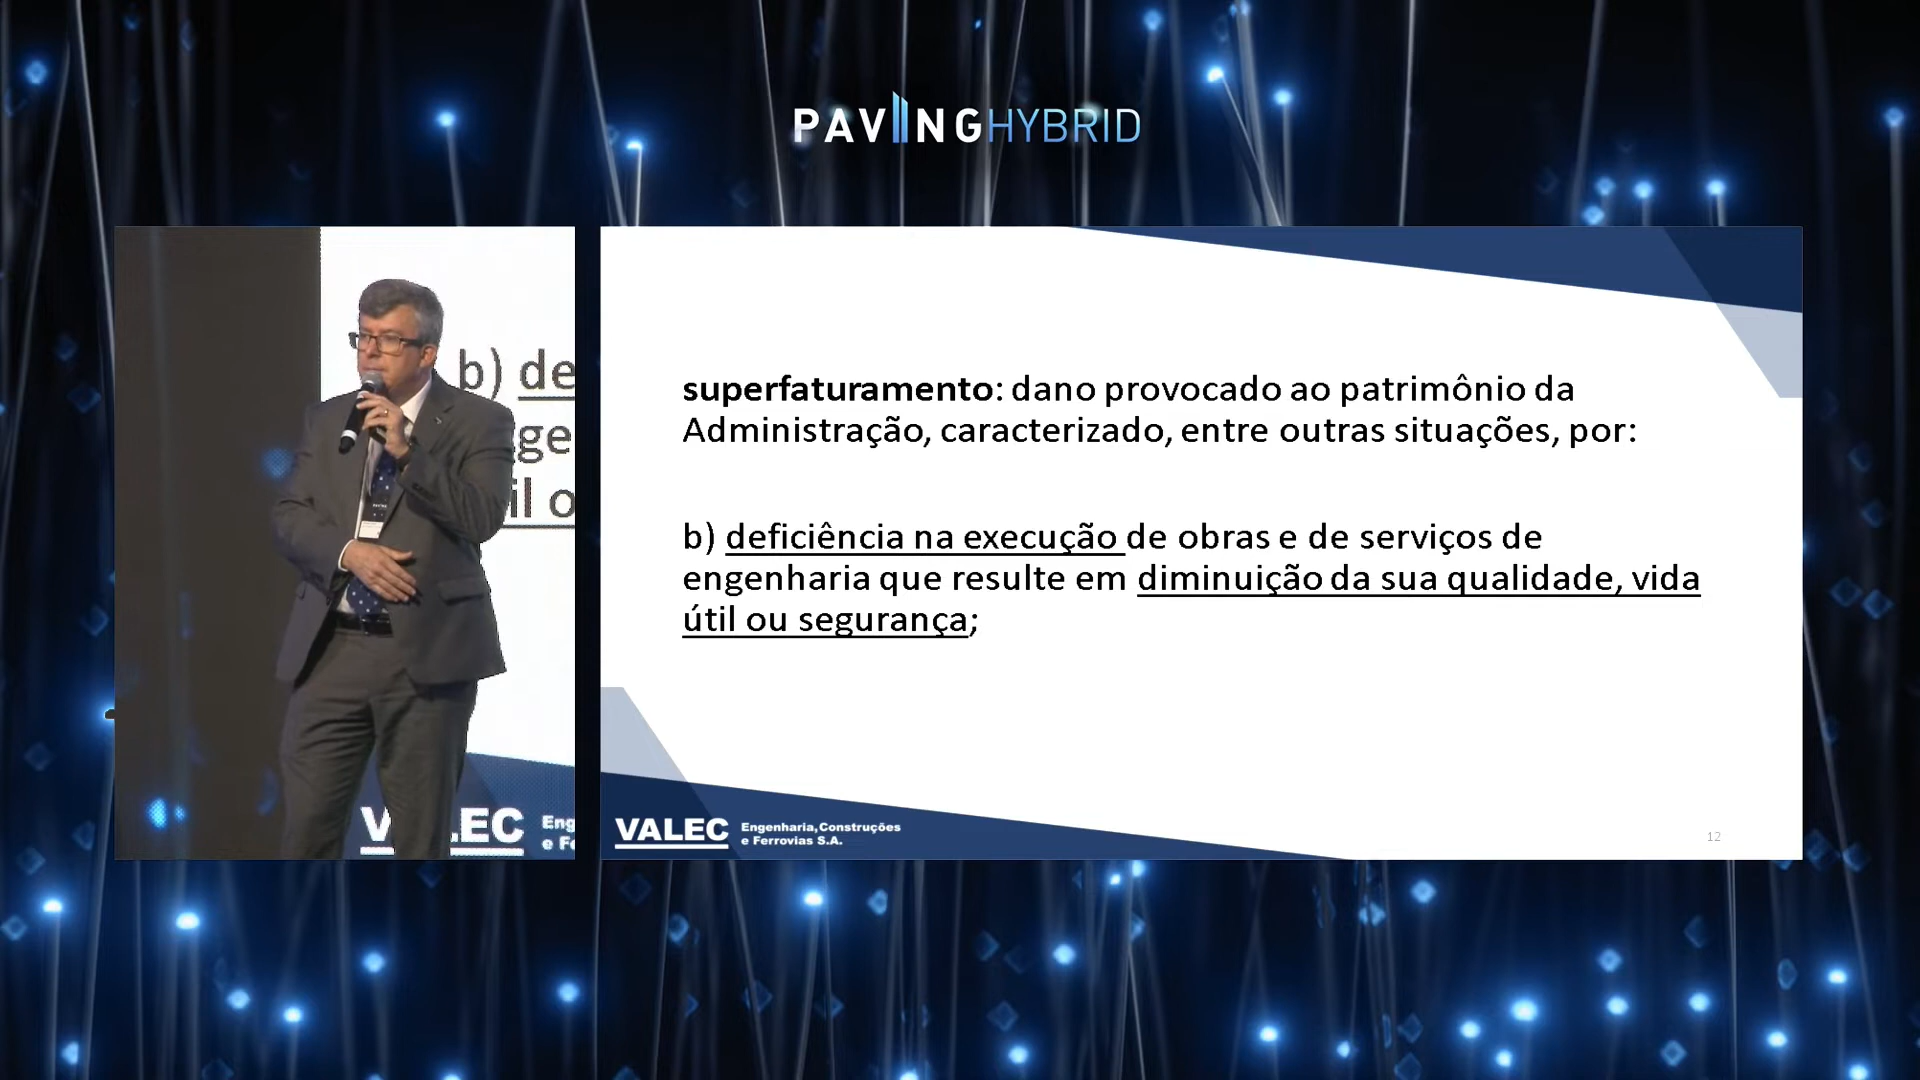 PAVINGHYBRID
b) de
ge
il o
VALEC
Eng
e Fe
superfaturamento: dano provocado ao patrimônio da
Administração, caracterizado, entre outras situações, por:
b) deficiência na execução de obras e de serviços de
engenharia que resulte em diminuição da sua qualidade, vida
útil ou segurança;
VALEC
Engenharia, Construções
e Ferrovias S.A.
12